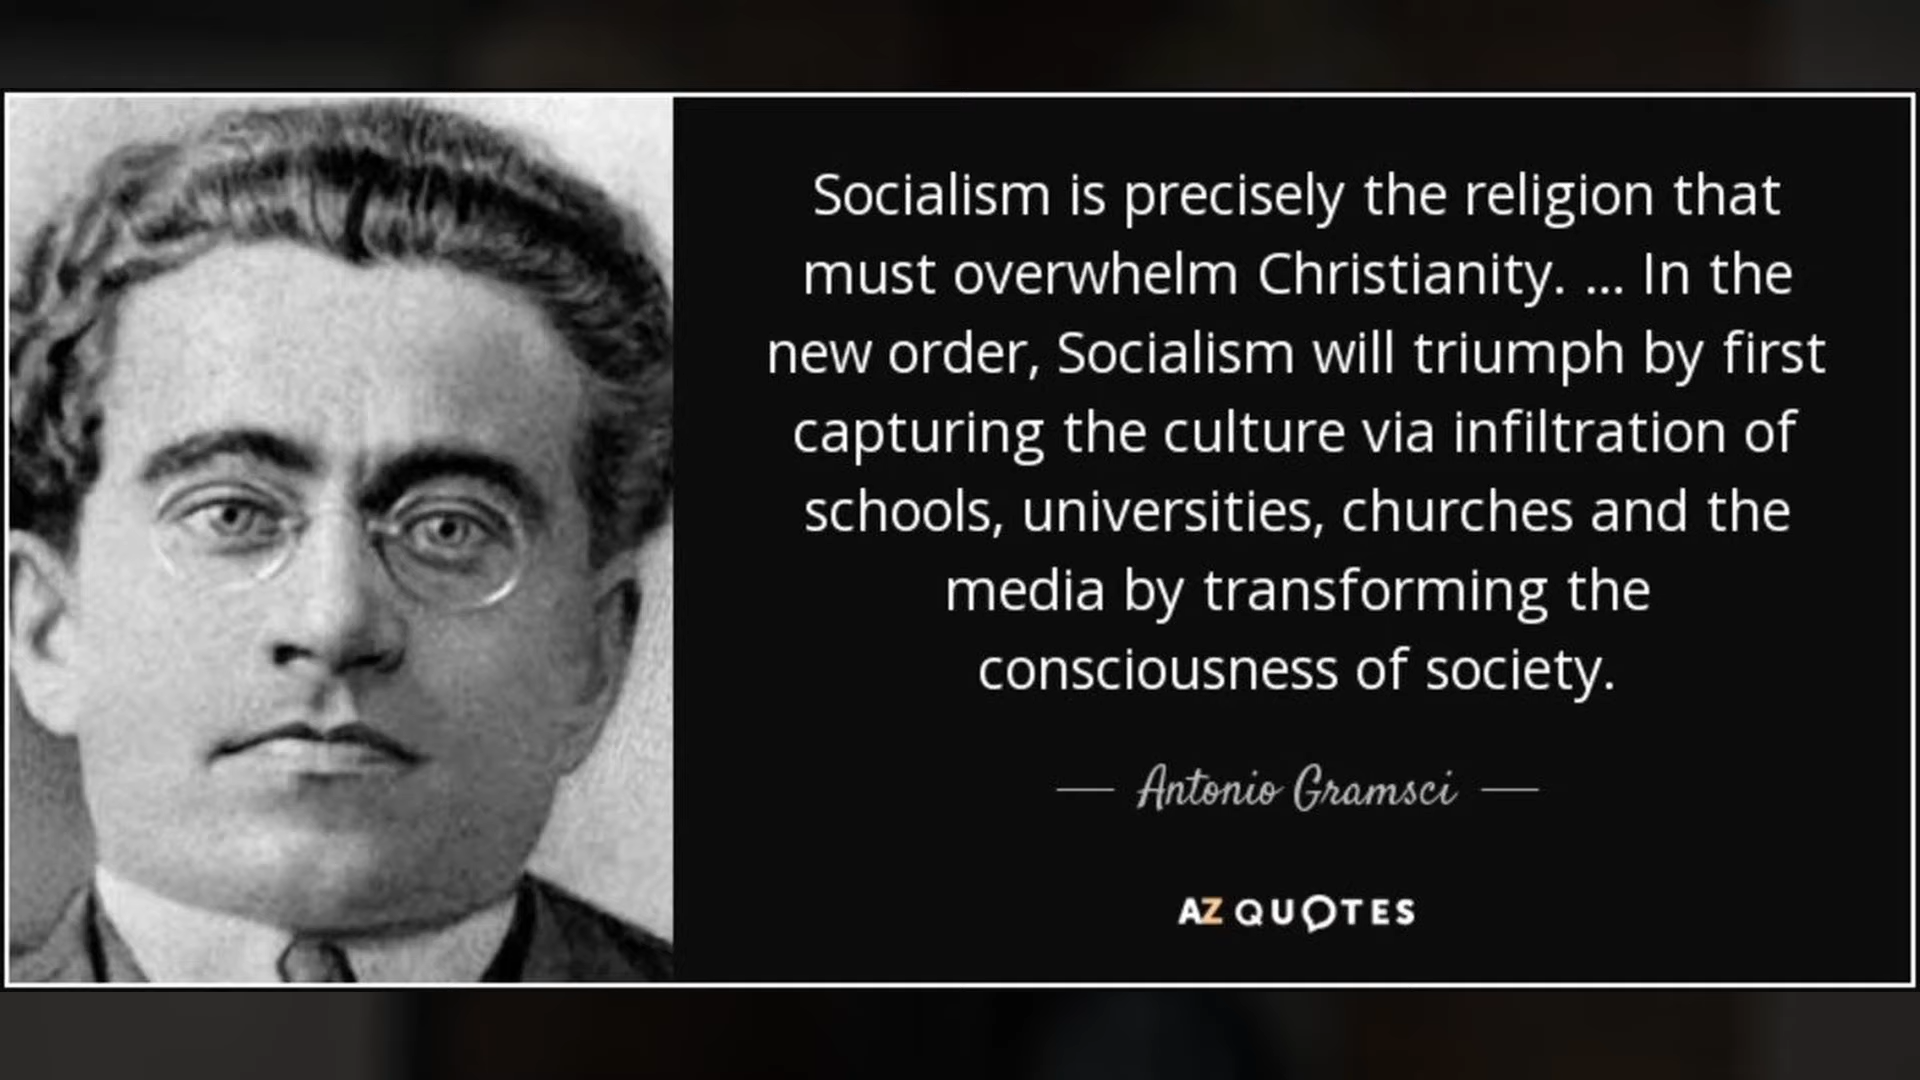 Socialism is precisely the religion that
must overwhelm Christianity. ... In the
new order, Socialism will triumph by first
capturing the culture via infiltration of
schools, universities, churches and the
media by transforming the
consciousness of society.
Antonio Gramsci
AZ QUOTES